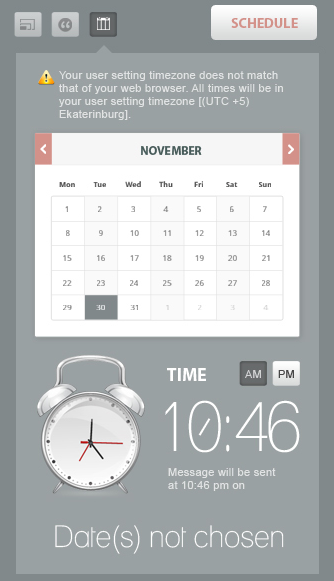 SCHEDULE
Your user setting timezone does not match
that of your web browser. All times will be in
your user setting timezone [(UTC +5)
Ekaterinburg].
NOVEMBER
Mon Tue Wed Thu Fri Sat Sun
1 2 3 4 5 6 7
8 9 10 11 12 13 14
15 16 17 18 19 20 21
22 23 24 25 26 27 28
29 30 31 1 2 3 4
TIME AM PM
10:46
Message will be sent
at 10:46 pm on
Date(s) not chosen